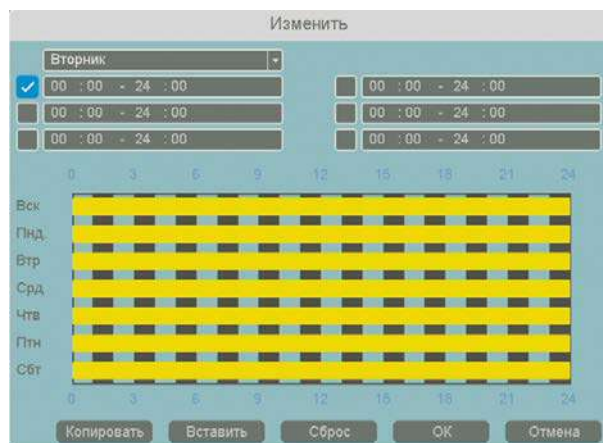 Изменить
Вторник
00 :00 - 24 :00 00 :00 - 24 :00
00 :00 - 24 :00 00 :00 - 24 :00
00 :00 - 24 :00 00 :00 - 24 :00
0 3 6 9 12 15 18 21 24
Вск
Пнд
Втр
Срд
Чтв
Птн
Сбт
0 3 6 9 12 15 18 21 24
Копировать Вставить Сброс ОК Отмена